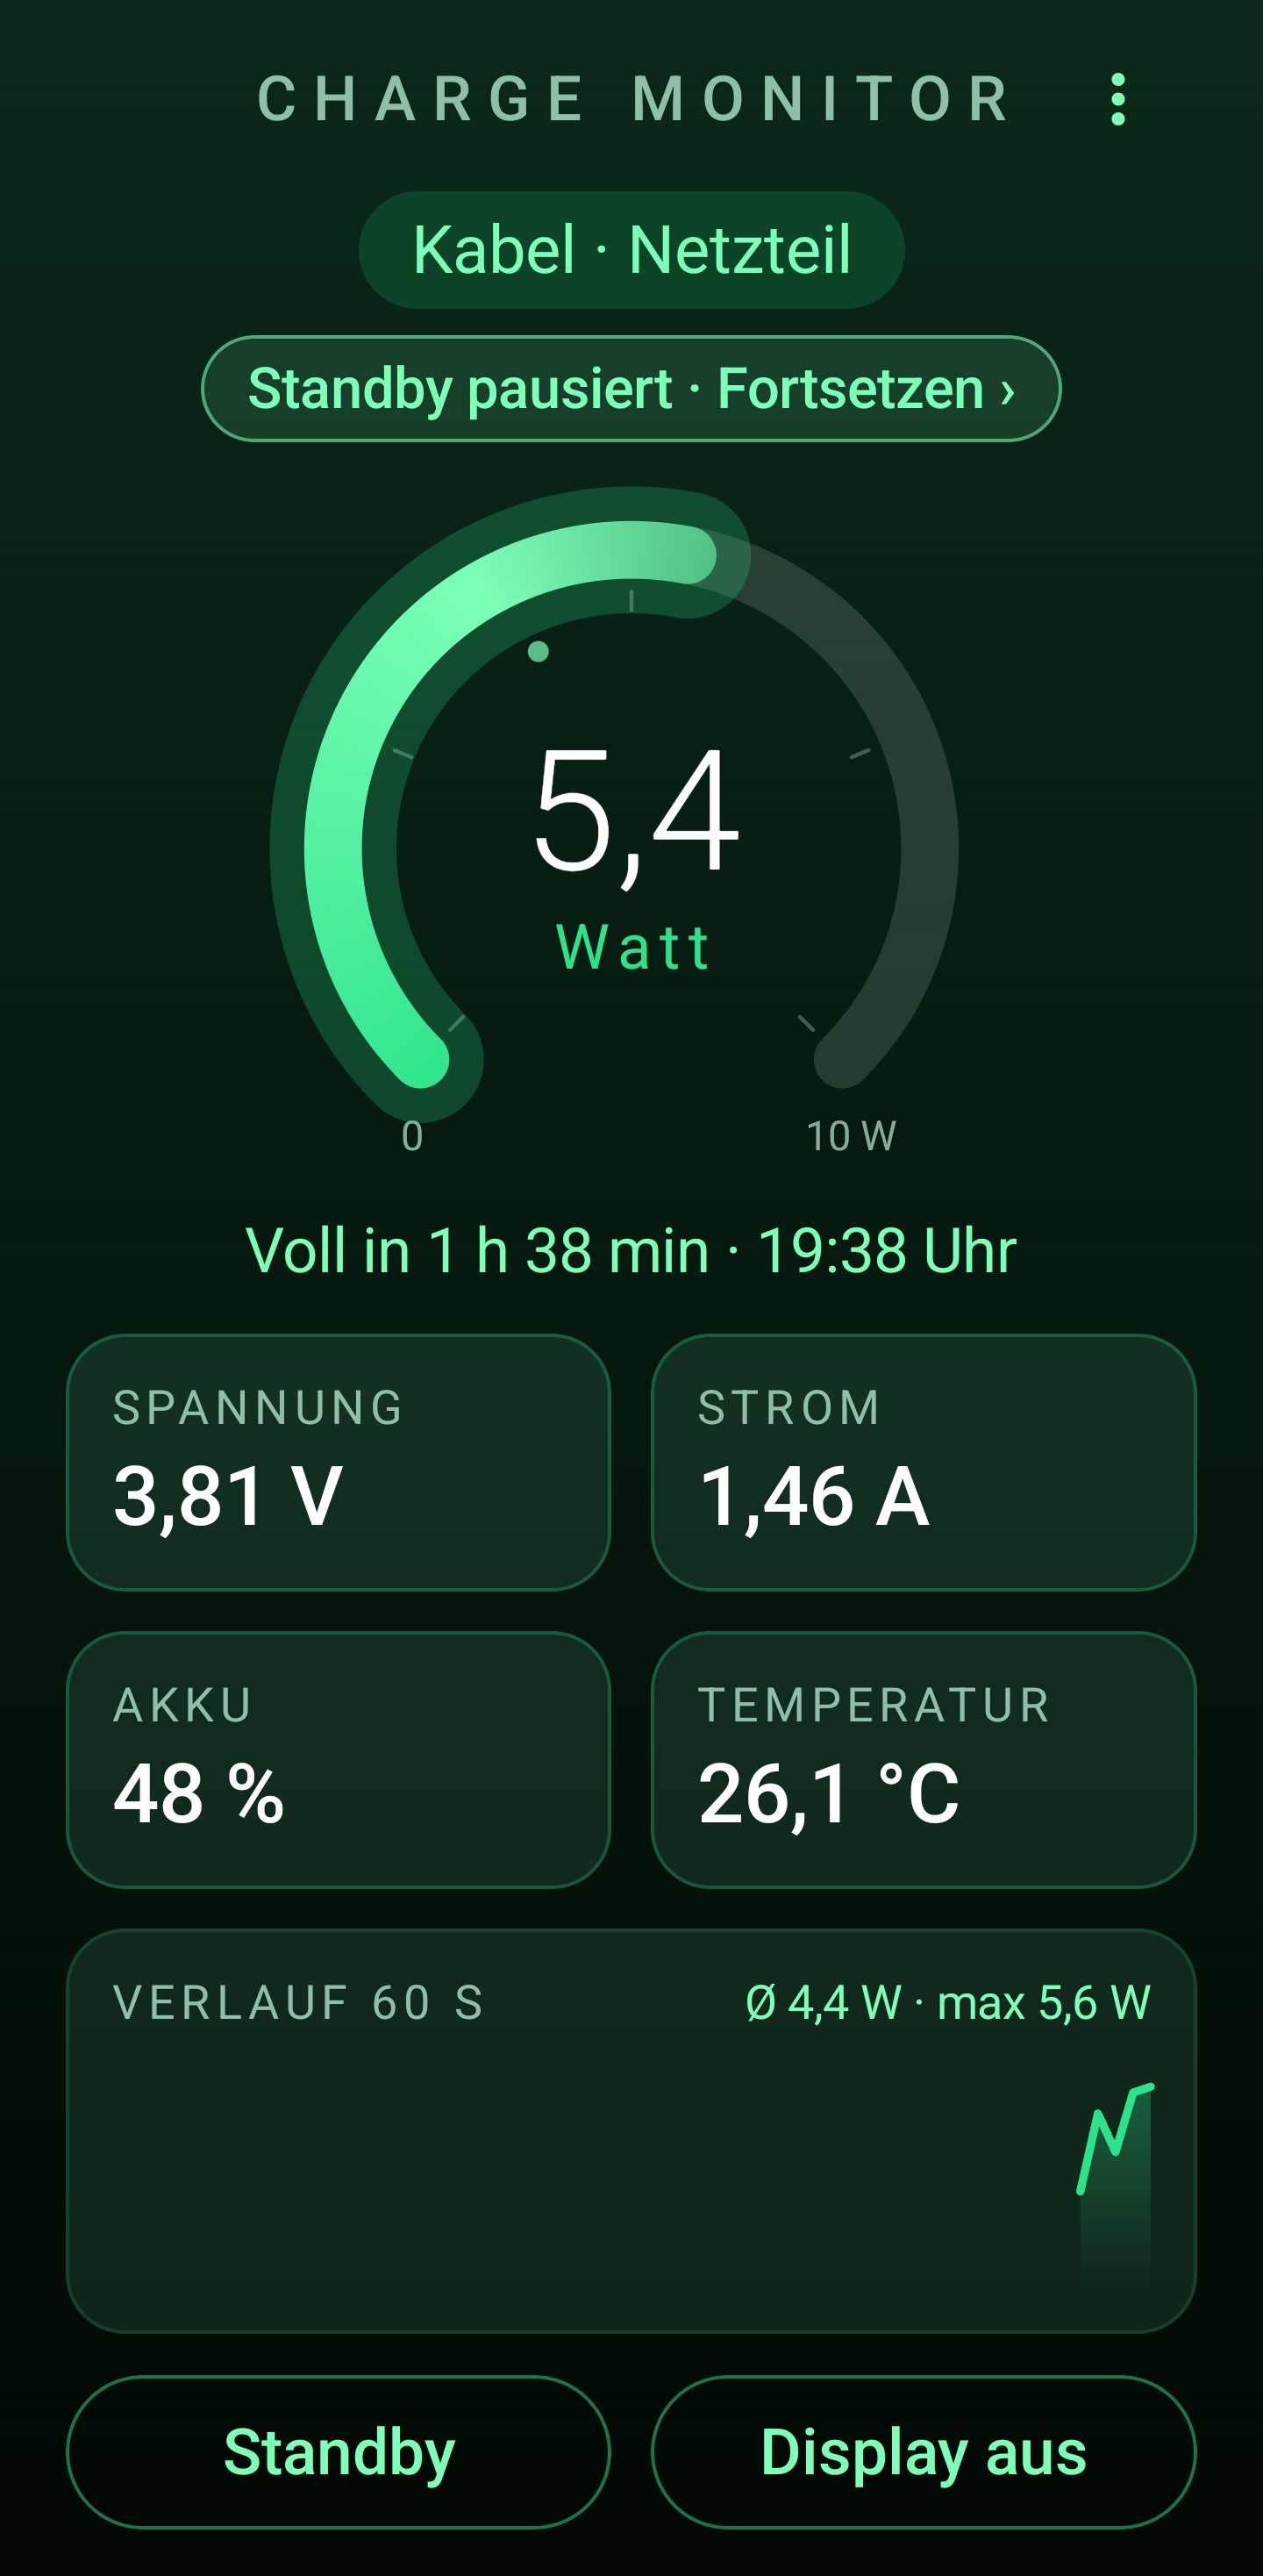 CHARGE MONITOR
Kabel · Netzteil
Standby pausiert · Fortsetzen ›
5,4
Watt
0
10 W
Voll in 1 h 38 min · 19:38 Uhr
SPANNUNG
3,81 V
STROM
1,46 A
AKKU
48 %
TEMPERATUR
26,1 °C
VERLAUF 60 S
Ø 4,4 W · max 5,6 W
Standby
Display aus